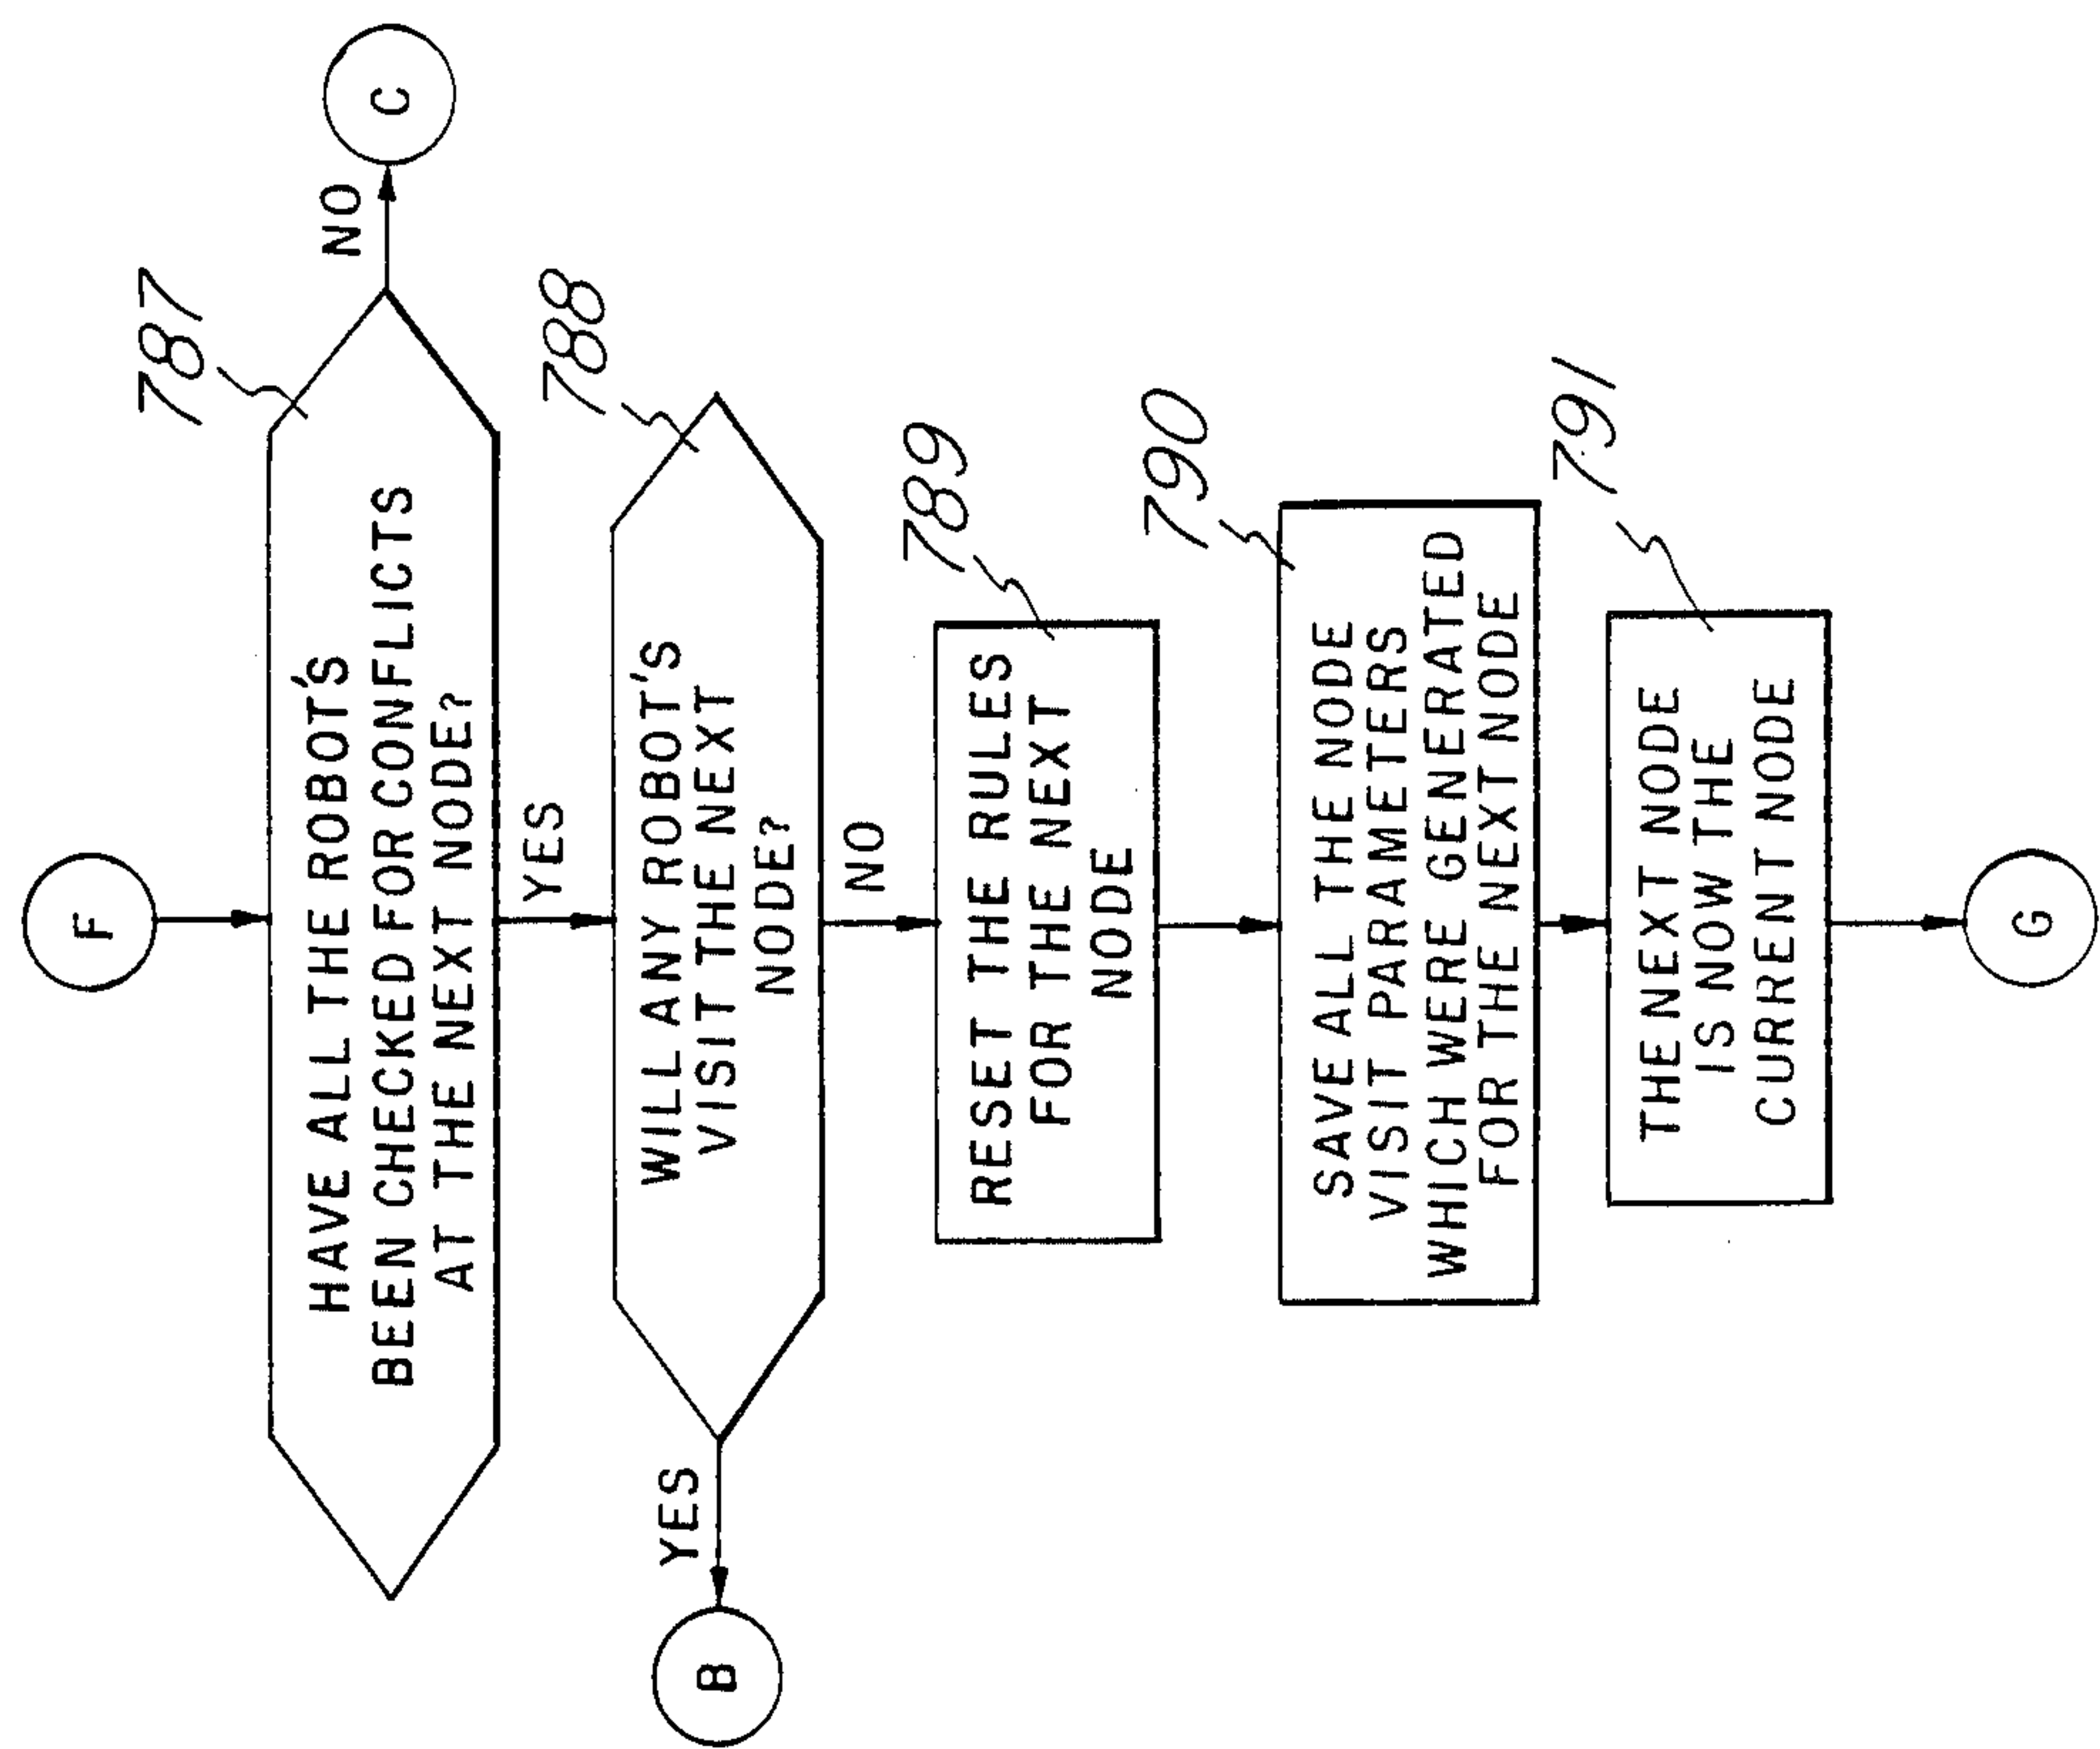 F
787
HAVE ALL THE ROBOT'S
BEEN CHECKED FOR CONFLICTS
AT THE NEXT NODE?
NO
C
YES
788
WILL ANY ROBOT'S
VISIT THE NEXT
NODE?
YES
B
NO
789
RESET THE RULES
FOR THE NEXT
NODE
790
SAVE ALL THE NODE
VISIT PARAMETERS
WHICH WERE GENERATED
FOR THE NEXT NODE
791
THE NEXT NODE
IS NOW THE
CURRENT NODE
G